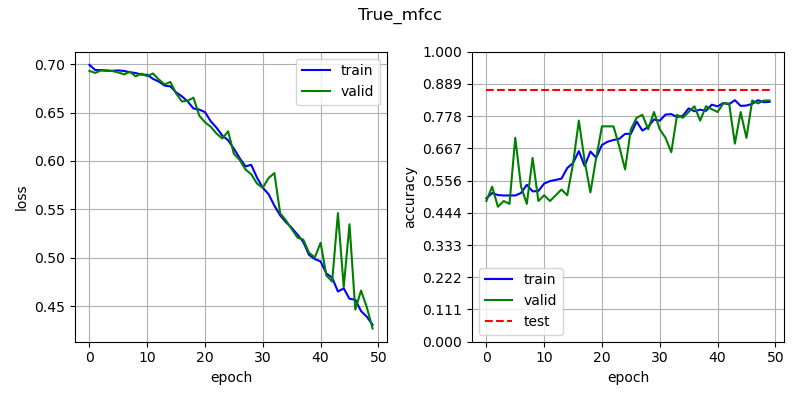 True_mfcc
0.70
0.65
0.60
0.55
0.50
0.45
loss
0 10 20 30 40 50
epoch
train
valid
1.000
0.889
0.778
0.667
0.556
0.444
0.333
0.222
0.111
0.000
accuracy
0 10 20 30 40 50
epoch
train
valid
test